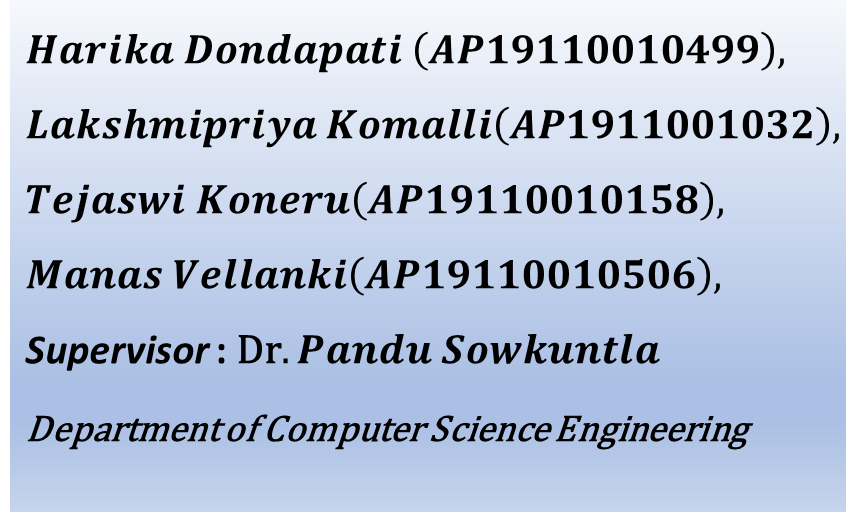 Harika Dondapati (AP19110010499),
Lakshmipriya Komalli(AP1911001032),
Tejaswi Koneru(AP19110010158),
Manas Vellanki(AP19110010506),
Supervisor : Dr. Pandu Sowkuntla
Department of Computer Science Engineering